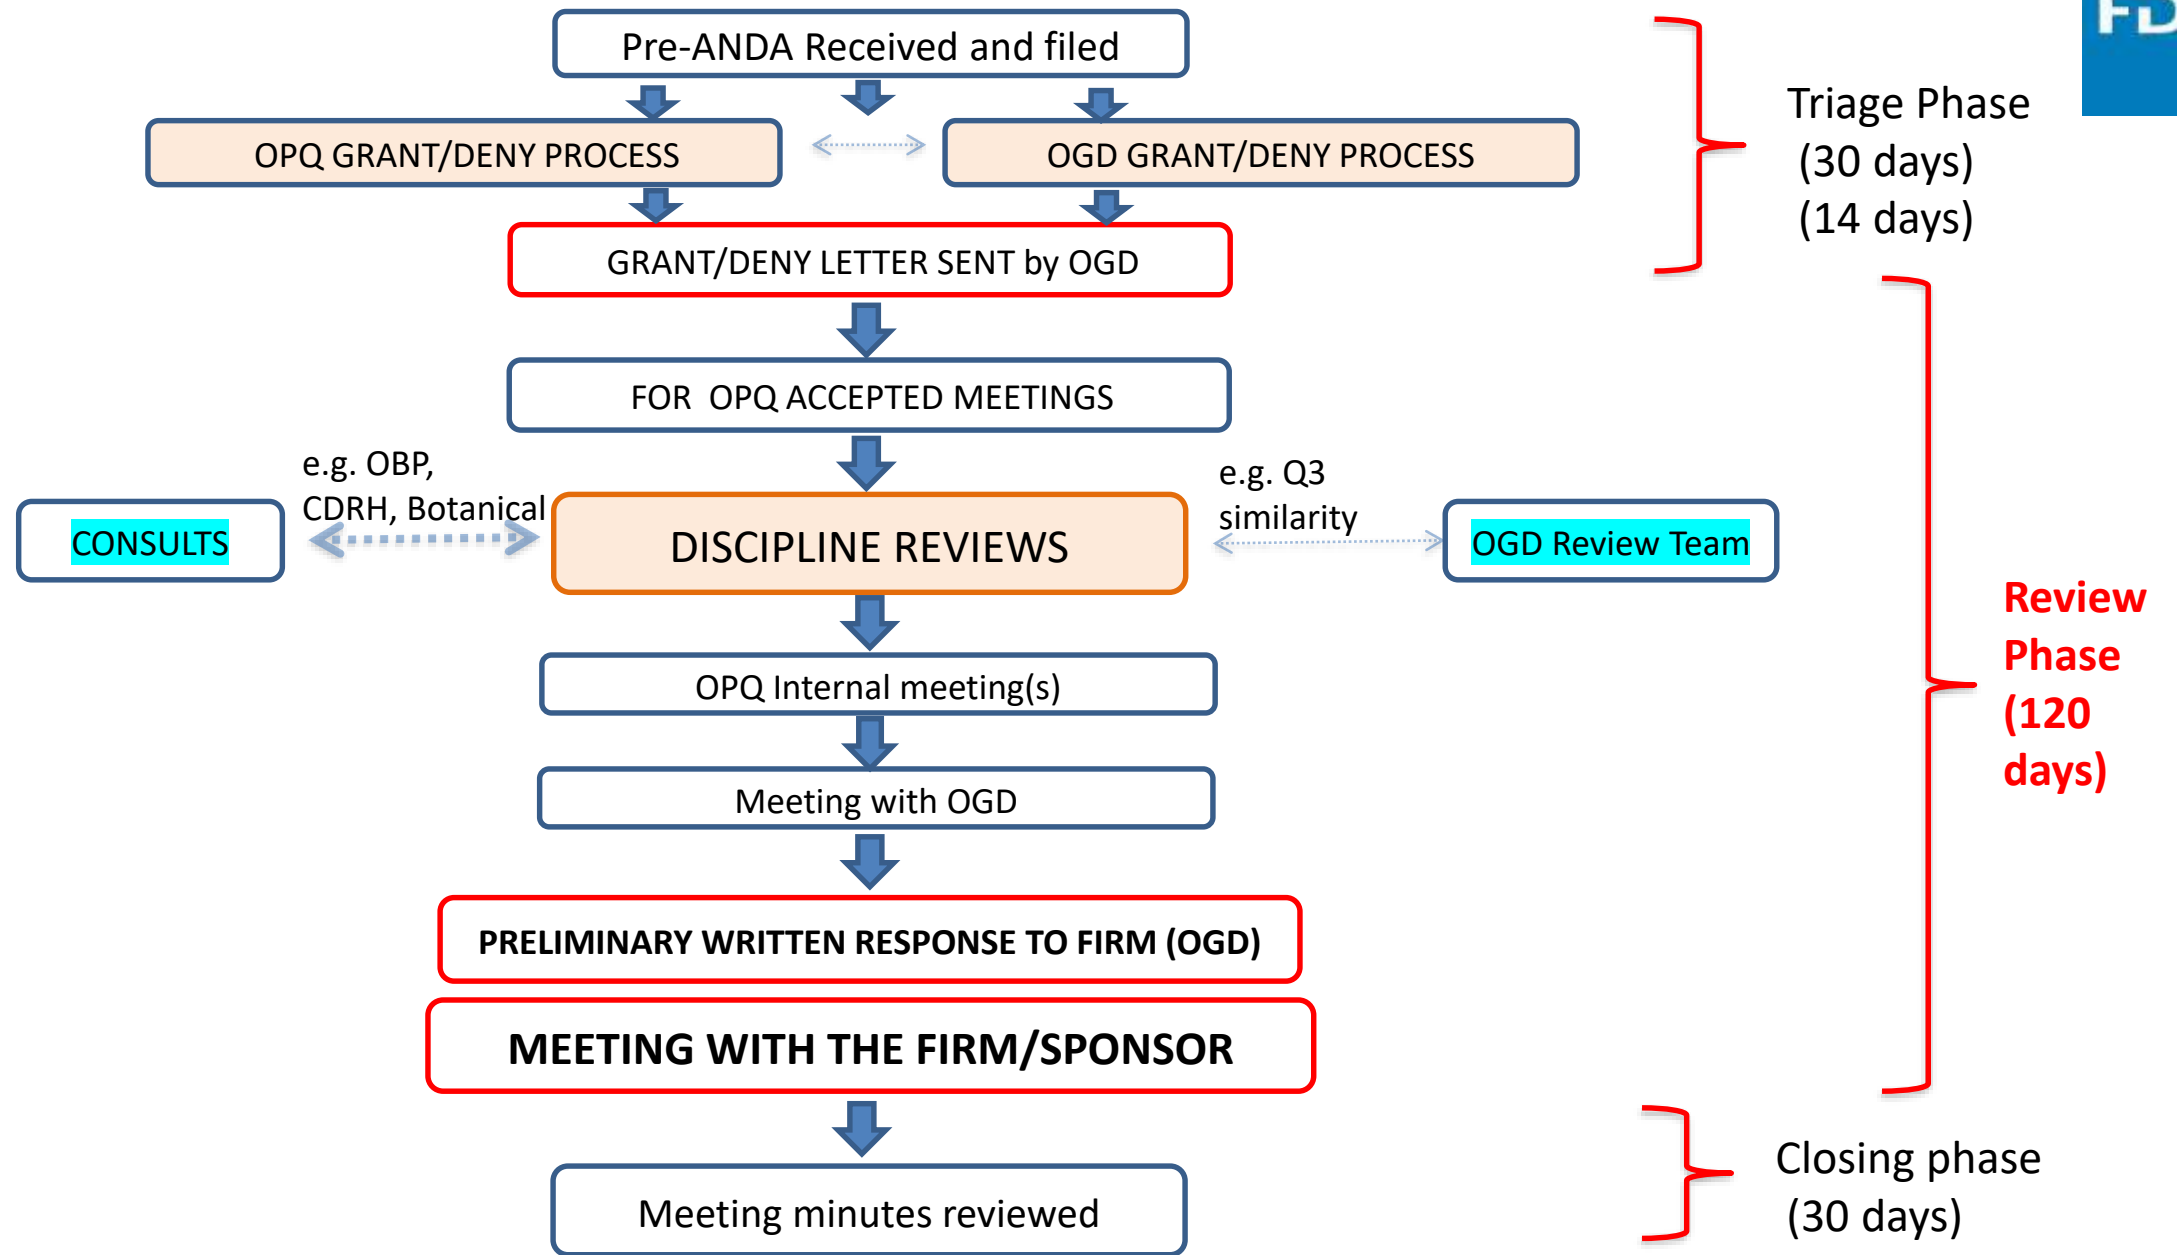 Pre-ANDA Received and filed
OPQ GRANT/DENY PROCESS
OGD GRANT/DENY PROCESS
GRANT/DENY LETTER SENT by OGD
Triage Phase
(30 days)
(14 days)
FOR OPQ ACCEPTED MEETINGS
e.g. OBP,
CDRH, Botanical
CONSULTS
DISCIPLINE REVIEWS
e.g. Q3
similarity
OGD Review Team
OPQ Internal meeting(s)
Meeting with OGD
PRELIMINARY WRITTEN RESPONSE TO FIRM (OGD)
MEETING WITH THE FIRM/SPONSOR
Review
Phase
(120
days)
Meeting minutes reviewed
Closing phase
(30 days)